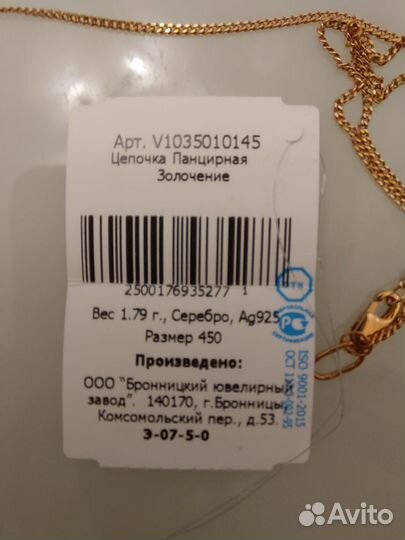 Арт. V1035010145
Цепочка Панцирная
Золочение
2500176935277 1
Вес 1.79 г., Серебро, Ag925
Размер 450
Произведено:
ООО "Бронницкий ювелирный
завод". 140170, г.Бронницы,
Комсомольский пер., д.53.
Э-07-5-0
ISO 9001-2015
ОСТ
Avito